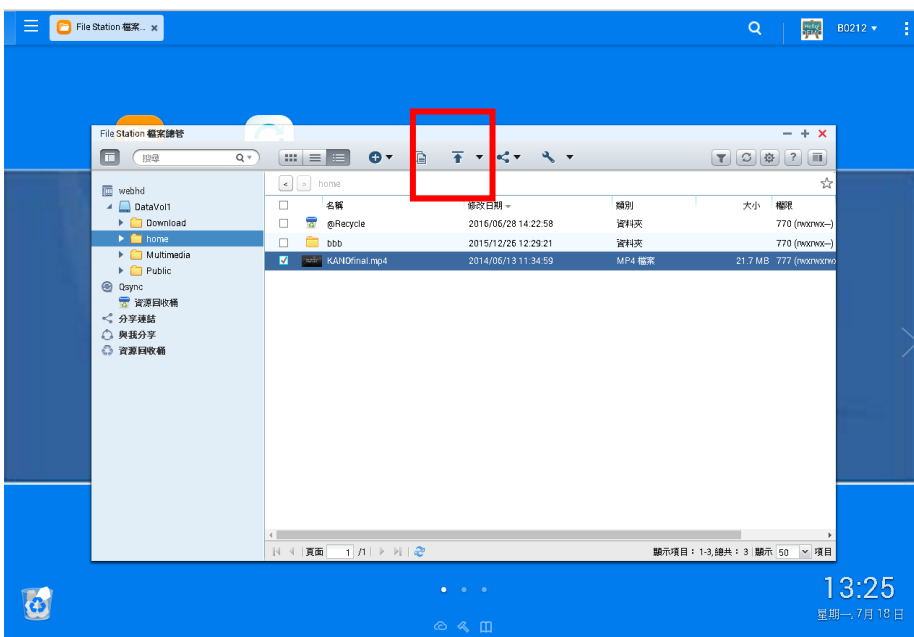 File Station 檔案... x
B0212
File Station 檔案總管
搜尋
home
webhd
DataVol1
Download
home
Multimedia
Public
Qsync
資源回收桶
分享連結
與我分享
資源回收桶
名稱 修改日期 類別 大小 權限
@Recycle 2016/06/28 14:22:58 資料夾 770 (rwxrwx---)
bbb 2015/12/26 12:29:21 資料夾 770 (rwxrwx---)
KANOfinal.mp4 2014/06/13 11:34:59 MP4 檔案 21.7 MB 777 (rwxrwxrwx
頁面 1 /1 顯示項目：1-3,總共：3 顯示 50 項目
13:25
星期一, 7月 18日